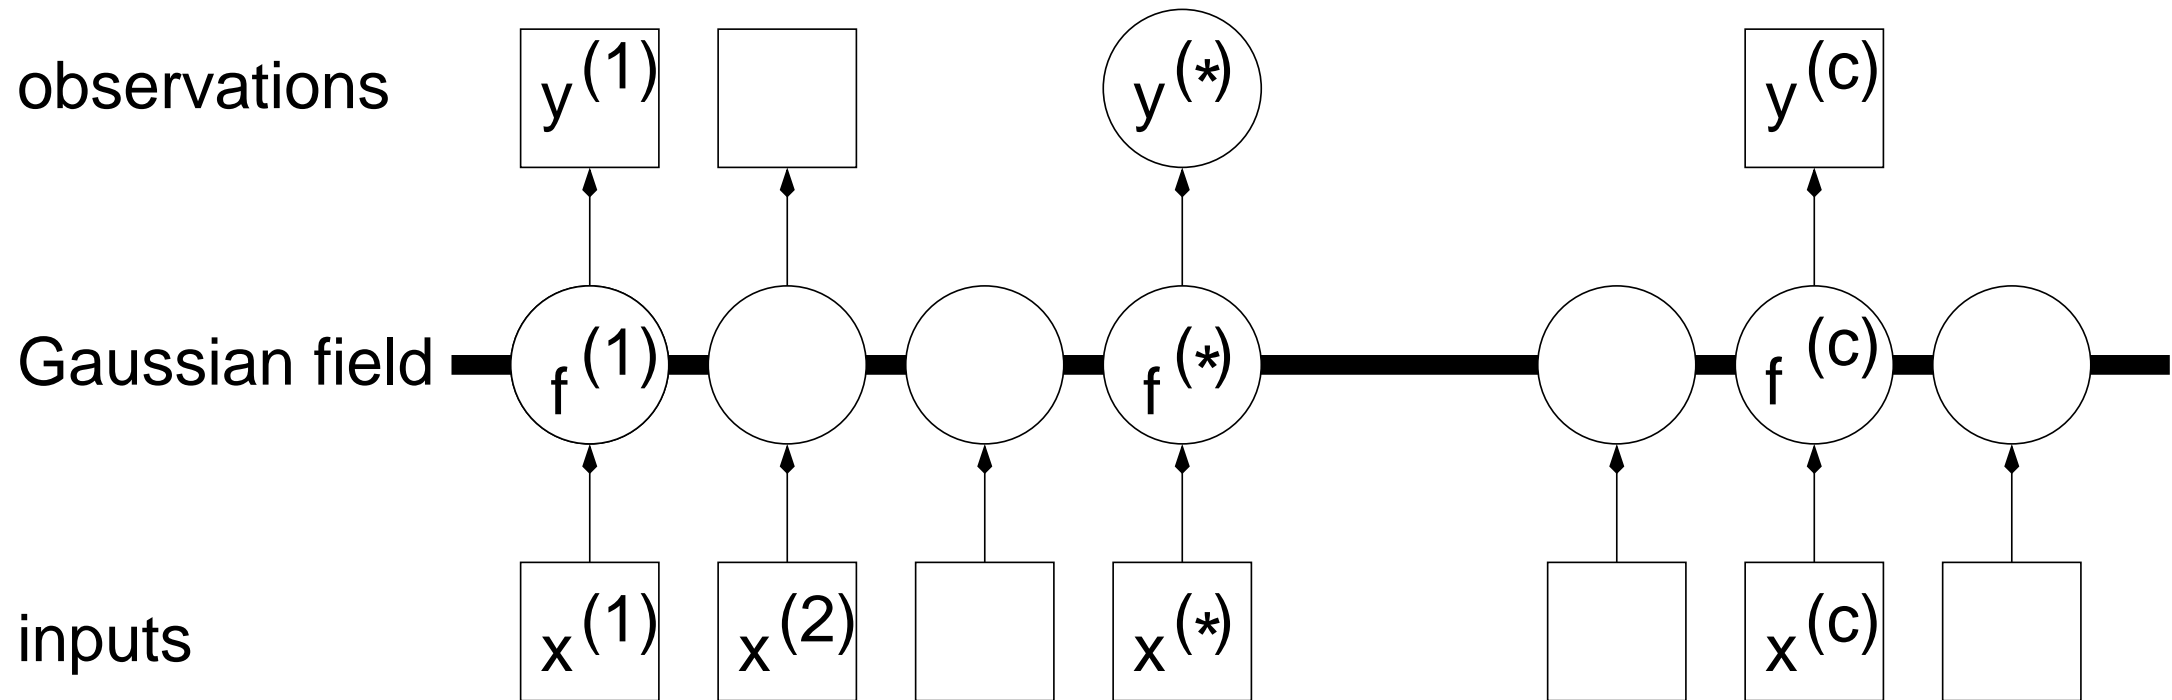 observations y(1) y(*) y(c)
Gaussian field f(1) f(*) f(c)
inputs x(1) x(2) x(*) x(c)